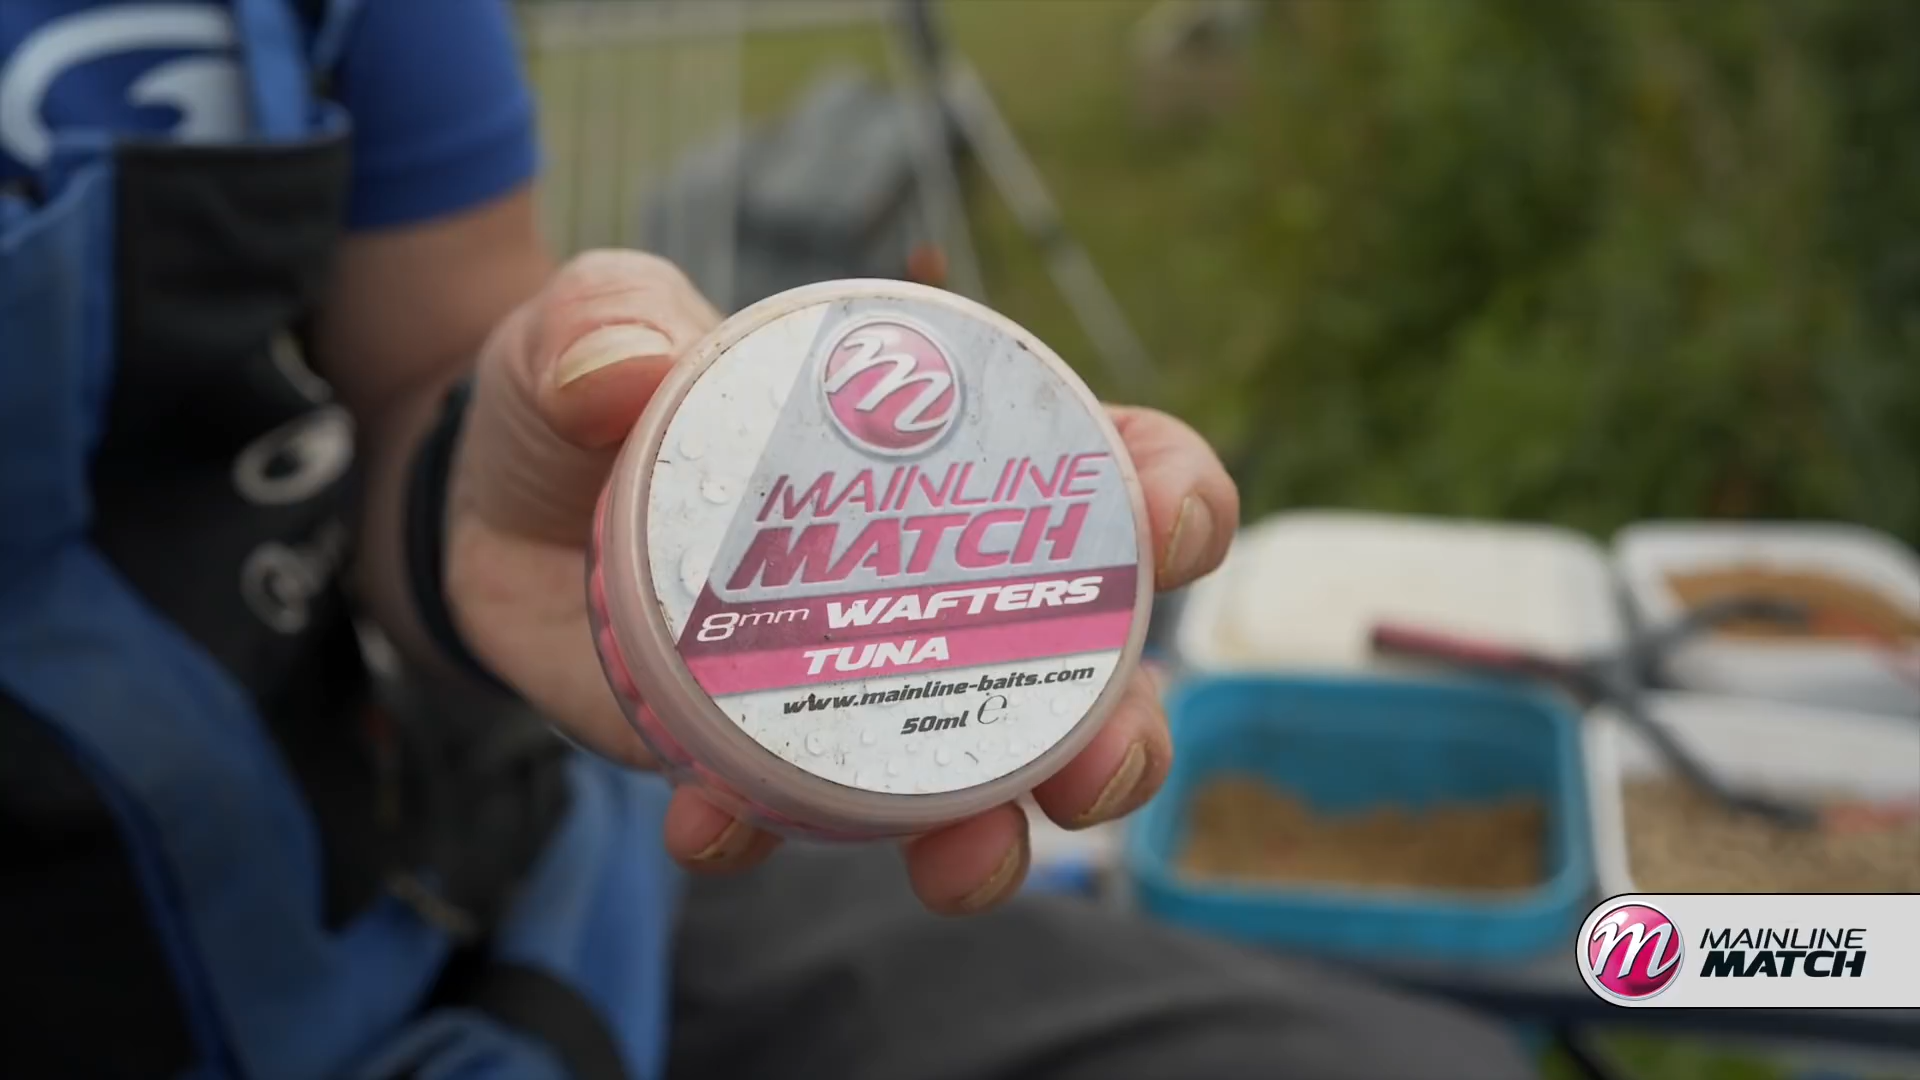 m
MAINLINE
MATCH
8mm WAFTERS
TUNA
www.mainline-baits.com
50ml ℮
m
MAINLINE
MATCH